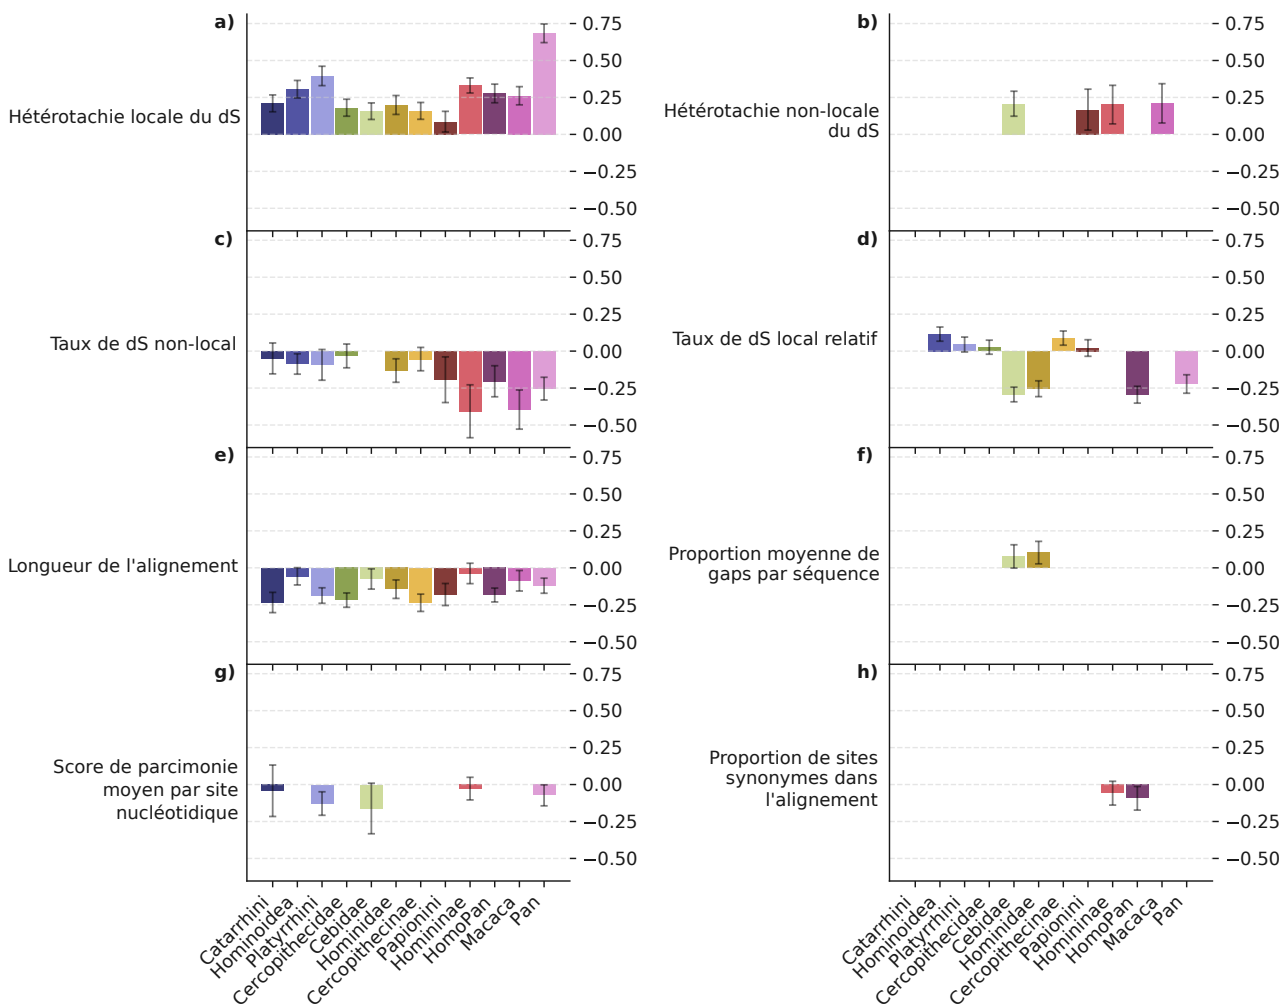 a)
Hétérotachie locale du dS
0.75
0.50
0.25
0.00
−0.25
−0.50
b)
Hétérotachie non-locale
du dS
0.75
0.50
0.25
0.00
−0.25
−0.50
c)
Taux de dS non-local
0.75
0.50
0.25
0.00
−0.25
−0.50
d)
Taux de dS local relatif
0.75
0.50
0.25
0.00
−0.25
−0.50
e)
Longueur de l'alignement
0.75
0.50
0.25
0.00
−0.25
−0.50
f)
Proportion moyenne de
gaps par séquence
0.75
0.50
0.25
0.00
−0.25
−0.50
g)
Score de parcimonie
moyen par site
nucléotidique
0.75
0.50
0.25
0.00
−0.25
−0.50
h)
Proportion de sites
synonymes dans
l'alignement
0.75
0.50
0.25
0.00
−0.25
−0.50
Catarrhini
Hominoidea
Platyrrhini
Cercopithecidae
Cebidae
Hominidae
Cercopithecinae
Papionini
Homininae
HomoPan
Macaca
Pan
Catarrhini
Hominoidea
Platyrrhini
Cercopithecidae
Cebidae
Hominidae
Cercopithecinae
Papionini
Homininae
HomoPan
Macaca
Pan